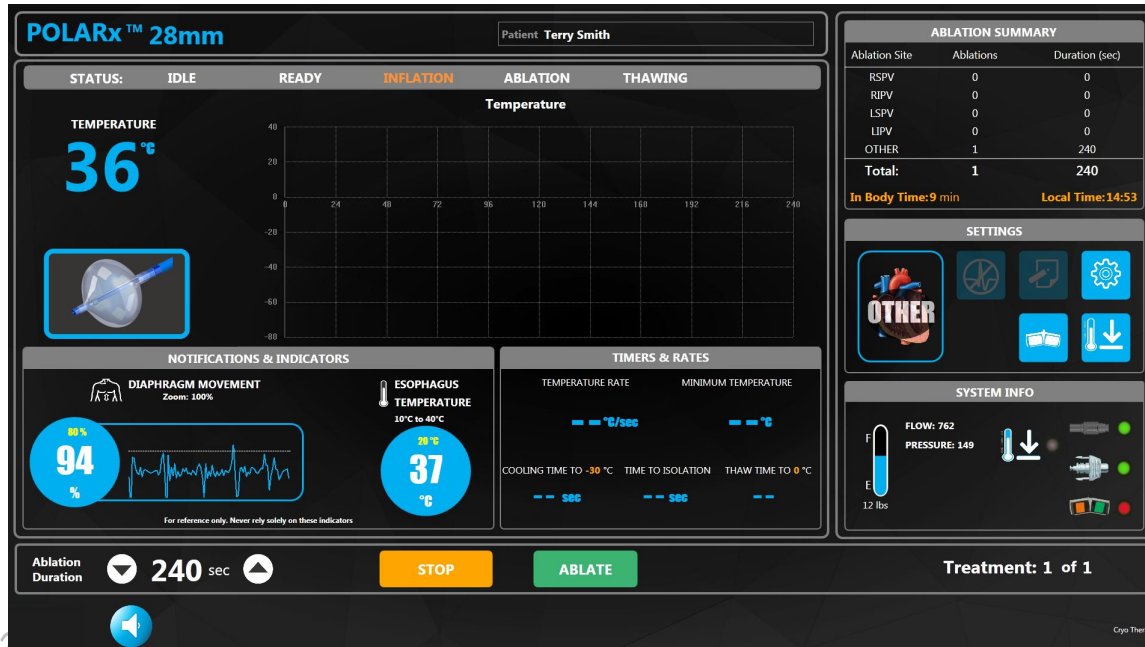 POLARx™ 28mm
Patient Terry Smith
STATUS: IDLE READY INFLATION ABLATION THAWING
TEMPERATURE
36 °C
Temperature
40
20
0
-20
-40
-60
-80
0 24 48 72 96 120 144 168 192 216 240
NOTIFICATIONS & INDICATORS
DIAPHRAGM MOVEMENT
Zoom: 100%
80 %
94
%
For reference only. Never rely solely on these indicators
ESOPHAGUS
TEMPERATURE
10°C to 40°C
20 °C
37
°C
TIMERS & RATES
TEMPERATURE RATE MINIMUM TEMPERATURE
-- °C/sec -- °C
COOLING TIME TO -30 °C TIME TO ISOLATION THAW TIME TO 0 °C
-- sec -- sec --
ABLATION SUMMARY
Ablation Site Ablations Duration (sec)
RSPV 0 0
RIPV 0 0
LSPV 0 0
LIPV 0 0
OTHER 1 240
Total: 1 240
In Body Time: 9 min Local Time: 14:53
SETTINGS
OTHER
SYSTEM INFO
F
E
12 lbs
FLOW: 762
PRESSURE: 149
Ablation
Duration
240 sec
STOP
ABLATE
Treatment: 1 of 1
Cryo Ther